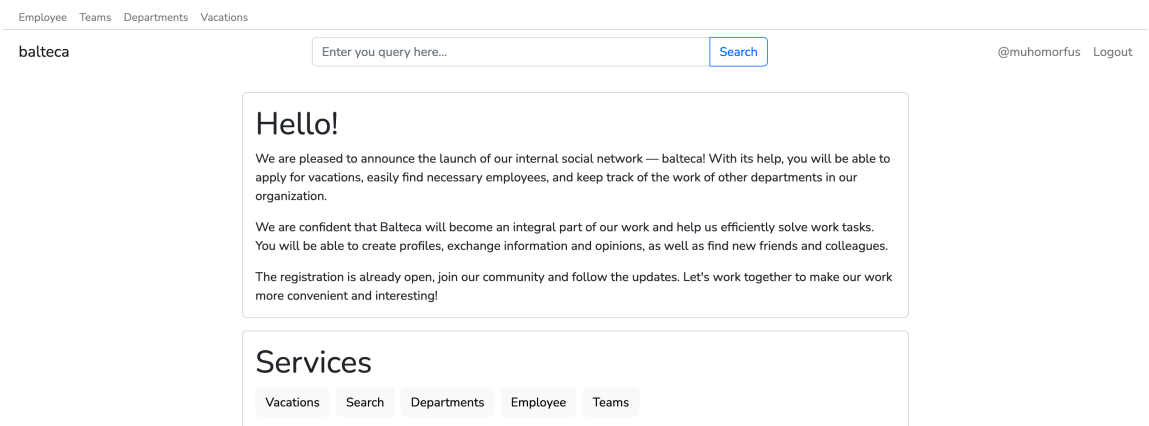 Employee Teams Departments Vacations
balteca Enter you query here... Search @muhomorfus Logout
Hello!
We are pleased to announce the launch of our internal social network — balteca! With its help, you will be able to
apply for vacations, easily find necessary employees, and keep track of the work of other departments in our
organization.
We are confident that Balteca will become an integral part of our work and help us efficiently solve work tasks.
You will be able to create profiles, exchange information and opinions, as well as find new friends and colleagues.
The registration is already open, join our community and follow the updates. Let's work together to make our work
more convenient and interesting!
Services
Vacations Search Departments Employee Teams